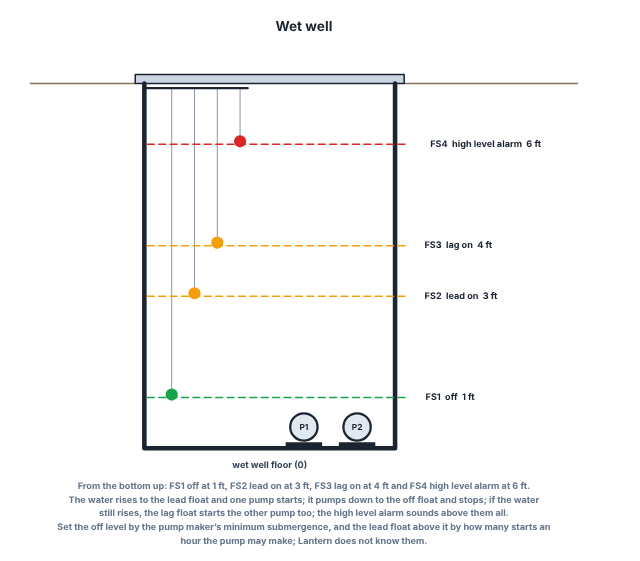 Wet well
FS4 high level alarm 6 ft
FS3 lag on 4 ft
FS2 lead on 3 ft
FS1 off 1 ft
P1 P2
wet well floor (0)
From the bottom up: FS1 off at 1 ft, FS2 lead on at 3 ft, FS3 lag on at 4 ft and FS4 high level alarm at 6 ft.
The water rises to the lead float and one pump starts; it pumps down to the off float and stops; if the water
still rises, the lag float starts the other pump too; the high level alarm sounds above them all.
Set the off level by the pump maker's minimum submergence, and the lead float above it by how many starts an
hour the pump may make; Lantern does not know them.